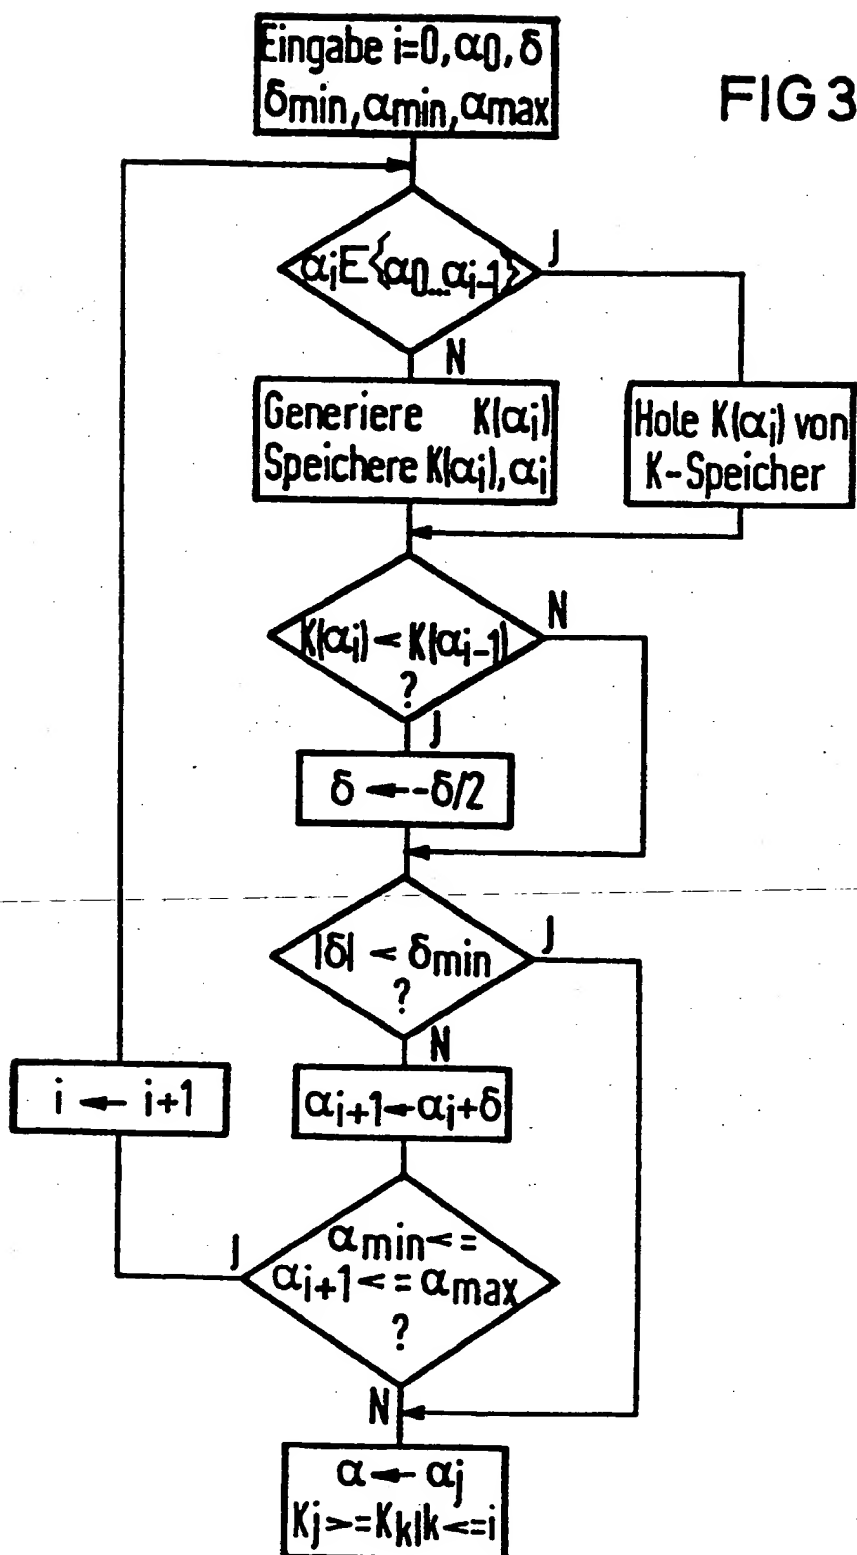 Eingabe i=0, α0, δ
δmin, αmin, αmax
FIG 3
αi E {α0...αi-1}
J
N
Generiere K(αi)
Speichere K(αi), αi
Hole K(αi) von
K-Speicher
K(αi) < K(αi-1)
?
N
J
δ ← -δ/2
|δ| < δmin
?
J
N
i ← i+1
αi+1 ← αi+δ
αmin <=
αi+1 <= αmax
?
J
N
α ← αj
Kj >= Kk|k <= i